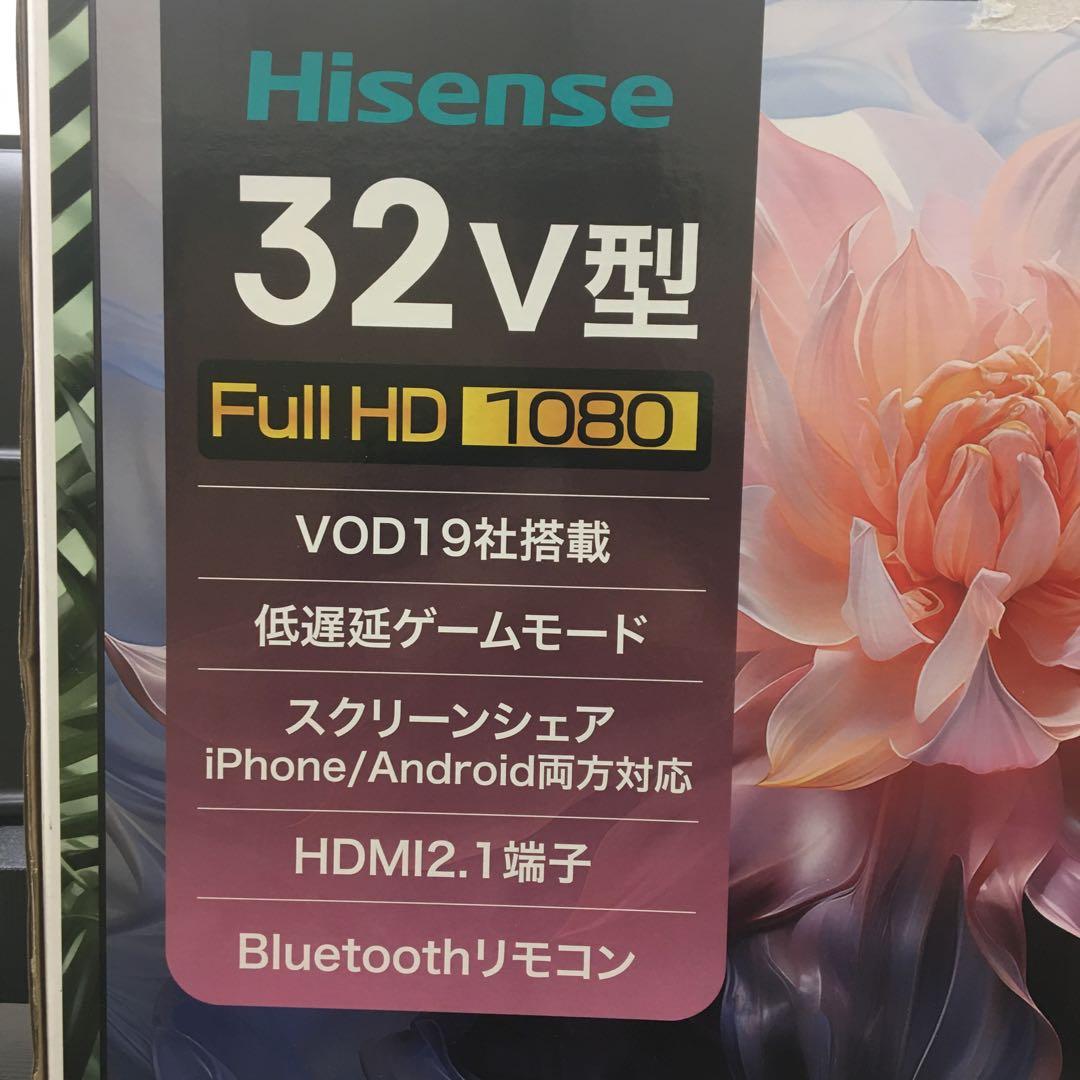 Hisense
32V型
Full HD 1080
VOD19社搭載
低遅延ゲームモード
スクリーンシェア
iPhone/Android両方対応
HDMI2.1端子
Bluetoothリモコン